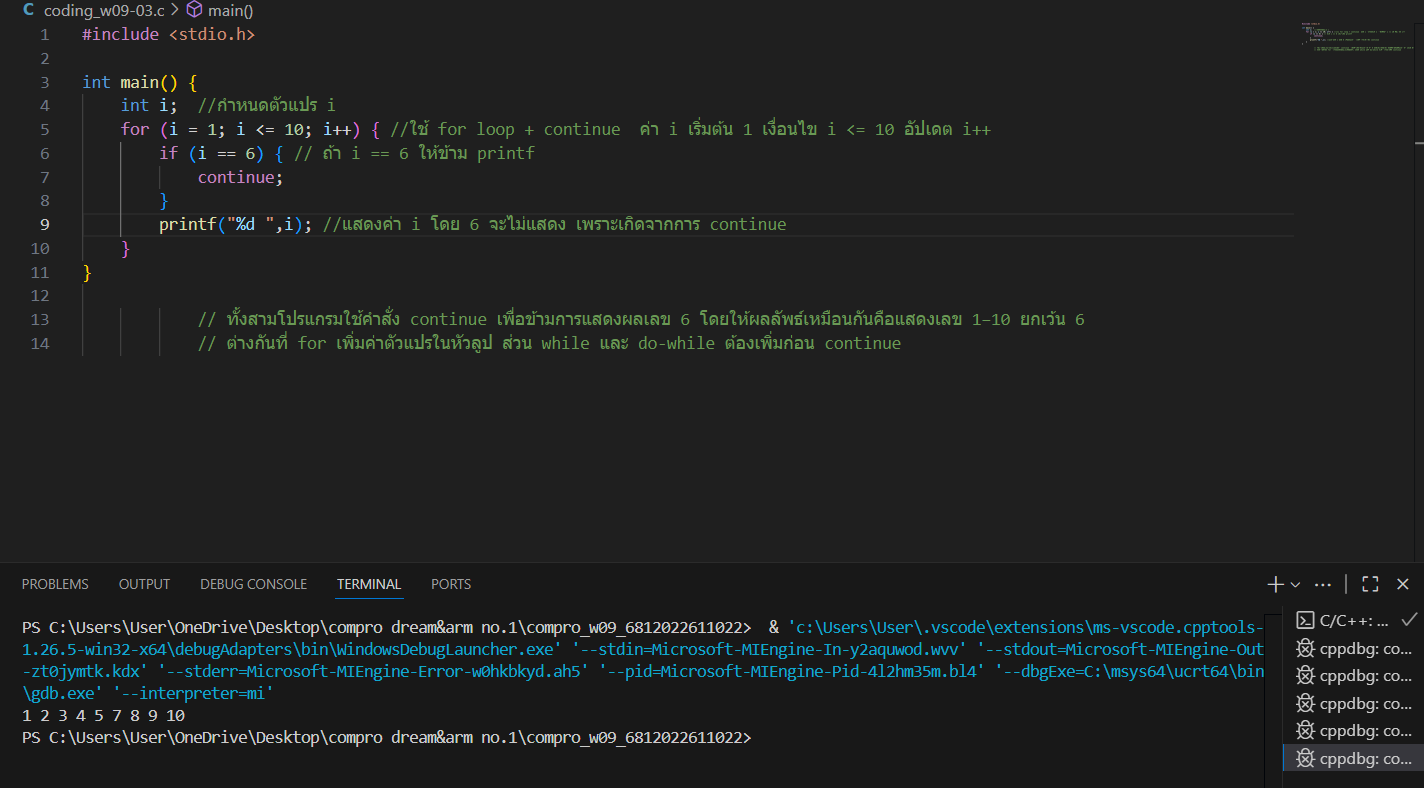 coding_w09-03.c > main()
1 #include <stdio.h>
2
3 int main() {
4 int i;  //กำหนดตัวแปร i
5 for (i = 1; i <= 10; i++) { //ใช้ for loop + continue  ค่า i เริ่มต้น 1 เงื่อนไข i <= 10 อัปเดต i++
6 if (i == 6) { // ถ้า i == 6 ให้ข้าม printf
7 continue;
8 }
9 printf("%d ",i); //แสดงค่า i โดย 6 จะไม่แสดง เพราะเกิดจากการ continue
10 }
11 }
12
13 // ทั้งสามโปรแกรมใช้คำสั่ง continue เพื่อข้ามการแสดงผลเลข 6 โดยให้ผลลัพธ์เหมือนกันคือแสดงเลข 1–10 ยกเว้น 6
14 // ต่างกันที่ for เพิ่มค่าตัวแปรในหัวลูป ส่วน while และ do-while ต้องเพิ่มก่อน continue
PROBLEMS OUTPUT DEBUG CONSOLE TERMINAL PORTS
PS C:\Users\User\OneDrive\Desktop\compro dream&arm no.1\compro_w09_6812022611022>  & 'c:\Users\User\.vscode\extensions\ms-vscode.cpptools-
1.26.5-win32-x64\debugAdapters\bin\WindowsDebugLauncher.exe' '--stdin=Microsoft-MIEngine-In-y2aquwod.wvv' '--stdout=Microsoft-MIEngine-Out
-zt0jymtk.kdx' '--stderr=Microsoft-MIEngine-Error-w0hkbkyd.ah5' '--pid=Microsoft-MIEngine-Pid-4l2hm35m.bl4' '--dbgExe=C:\msys64\ucrt64\bin
\gdb.exe' '--interpreter=mi'
1 2 3 4 5 7 8 9 10
PS C:\Users\User\OneDrive\Desktop\compro dream&arm no.1\compro_w09_6812022611022>
C/C++: ...
cppdbg: co...
cppdbg: co...
cppdbg: co...
cppdbg: co...
cppdbg: co...